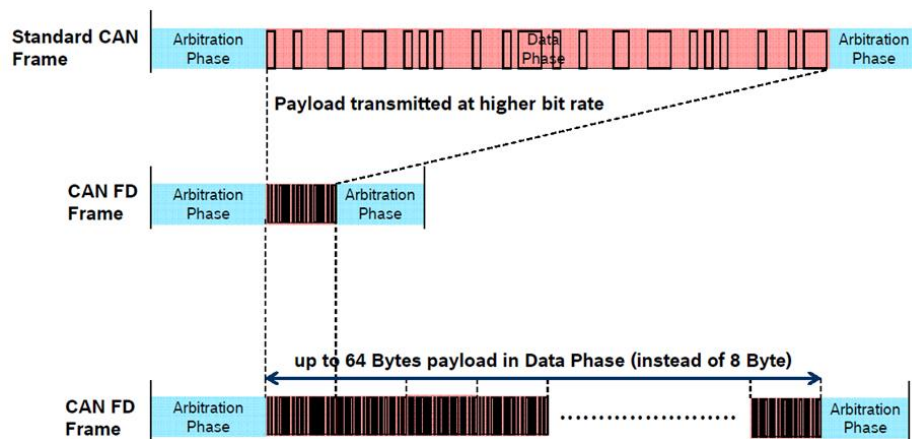 Standard CAN
Frame
Arbitration
Phase
Data
Phase
Arbitration
Phase
Payload transmitted at higher bit rate
CAN FD
Frame
Arbitration
Phase
Arbitration
Phase
up to 64 Bytes payload in Data Phase (instead of 8 Byte)
CAN FD
Frame
Arbitration
Phase
Arbitration
Phase